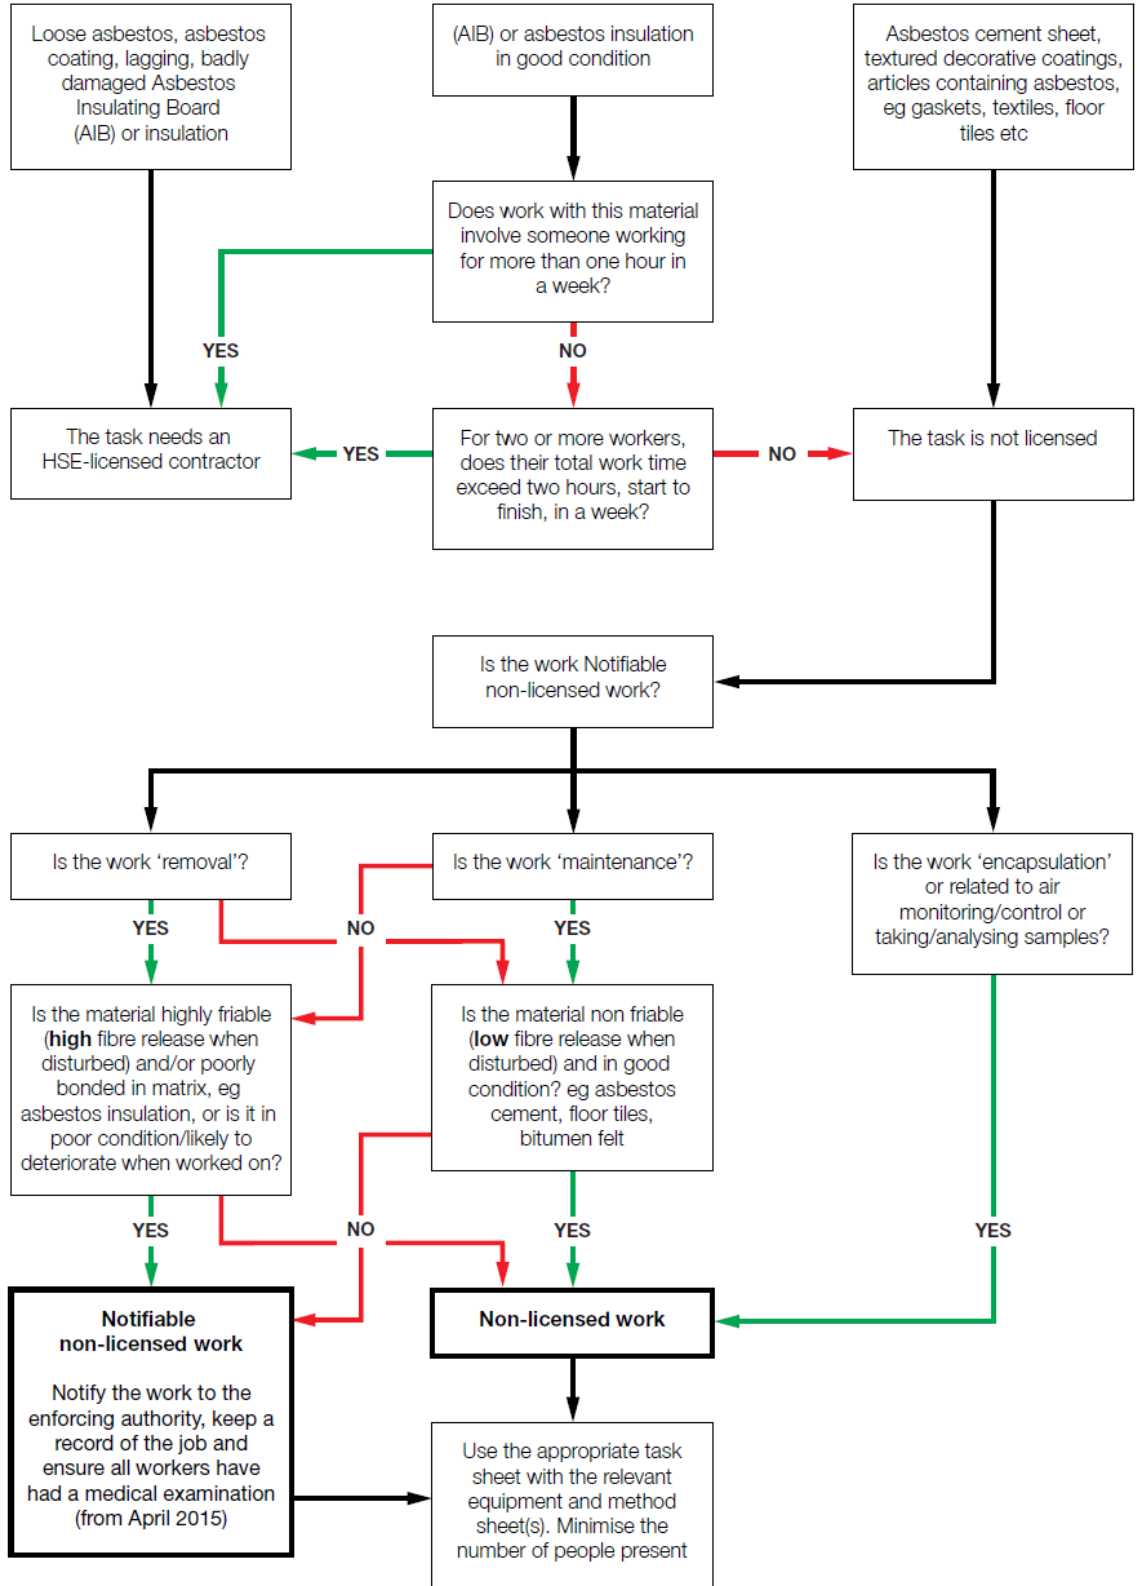 Loose asbestos, asbestos
coating, lagging, badly
damaged Asbestos
Insulating Board
(AIB) or insulation
(AIB) or asbestos insulation
in good condition
Asbestos cement sheet,
textured decorative coatings,
articles containing asbestos,
eg gaskets, textiles, floor
tiles etc
Does work with this material
involve someone working
for more than one hour in
a week?
YES
NO
The task needs an
HSE-licensed contractor
YES
For two or more workers,
does their total work time
exceed two hours, start to
finish, in a week?
NO
The task is not licensed
Is the work Notifiable
non-licensed work?
Is the work ‘removal’?
Is the work ‘maintenance’?
Is the work ‘encapsulation’
or related to air
monitoring/control or
taking/analysing samples?
YES
NO
YES
Is the material highly friable
(high fibre release when
disturbed) and/or poorly
bonded in matrix, eg
asbestos insulation, or is it in
poor condition/likely to
deteriorate when worked on?
Is the material non friable
(low fibre release when
disturbed) and in good
condition? eg asbestos
cement, floor tiles,
bitumen felt
YES
NO
YES
YES
Notifiable
non-licensed work
Notify the work to the
enforcing authority, keep a
record of the job and
ensure all workers have
had a medical examination
(from April 2015)
Non-licensed work
Use the appropriate task
sheet with the relevant
equipment and method
sheet(s). Minimise the
number of people present